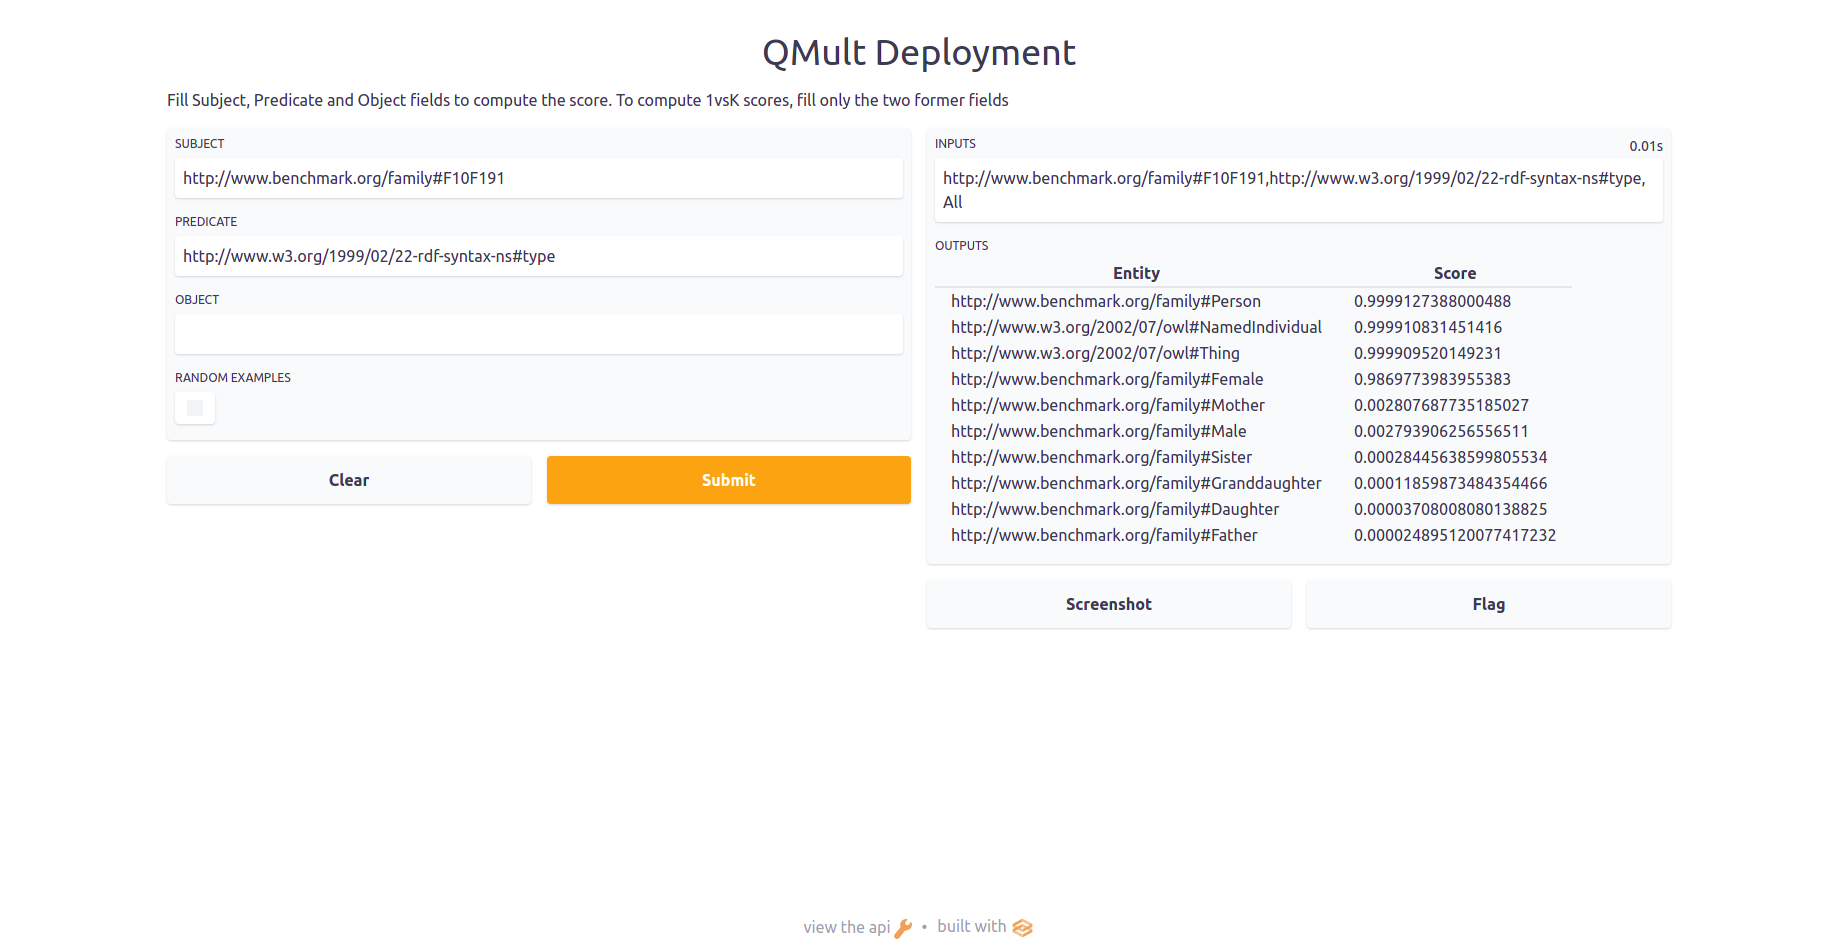 QMult Deployment
Fill Subject, Predicate and Object fields to compute the score. To compute 1vsK scores, fill only the two former fields
SUBJECT
http://www.benchmark.org/family#F10F191
PREDICATE
http://www.w3.org/1999/02/22-rdf-syntax-ns#type
OBJECT
RANDOM EXAMPLES
Clear
Submit
INPUTS
0.01s
http://www.benchmark.org/family#F10F191,http://www.w3.org/1999/02/22-rdf-syntax-ns#type,
All
OUTPUTS
Entity Score
http://www.benchmark.org/family#Person 0.9999127388000488
http://www.w3.org/2002/07/owl#NamedIndividual 0.999910831451416
http://www.w3.org/2002/07/owl#Thing 0.999909520149231
http://www.benchmark.org/family#Female 0.9869773983955383
http://www.benchmark.org/family#Mother 0.002807687735185027
http://www.benchmark.org/family#Male 0.002793906256556511
http://www.benchmark.org/family#Sister 0.00028445638599805534
http://www.benchmark.org/family#Granddaughter 0.00011859873484354466
http://www.benchmark.org/family#Daughter 0.00003708008080138825
http://www.benchmark.org/family#Father 0.000024895120077417232
Screenshot
Flag
view the api • built with